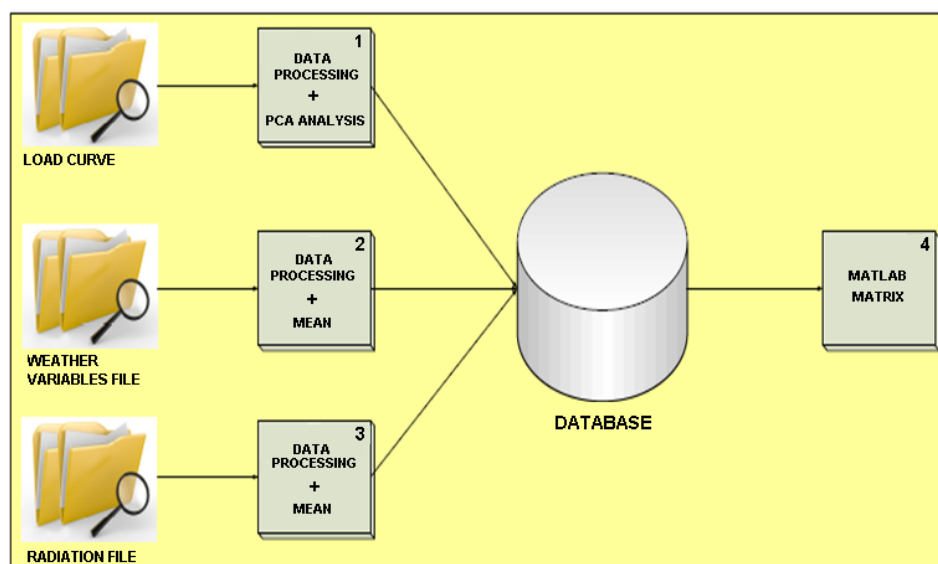 1
DATA
PROCESSING
+
PCA ANALYSIS
LOAD CURVE
2
DATA
PROCESSING
+
MEAN
WEATHER
VARIABLES FILE
3
DATA
PROCESSING
+
MEAN
RADIATION FILE
DATABASE
4
MATLAB
MATRIX